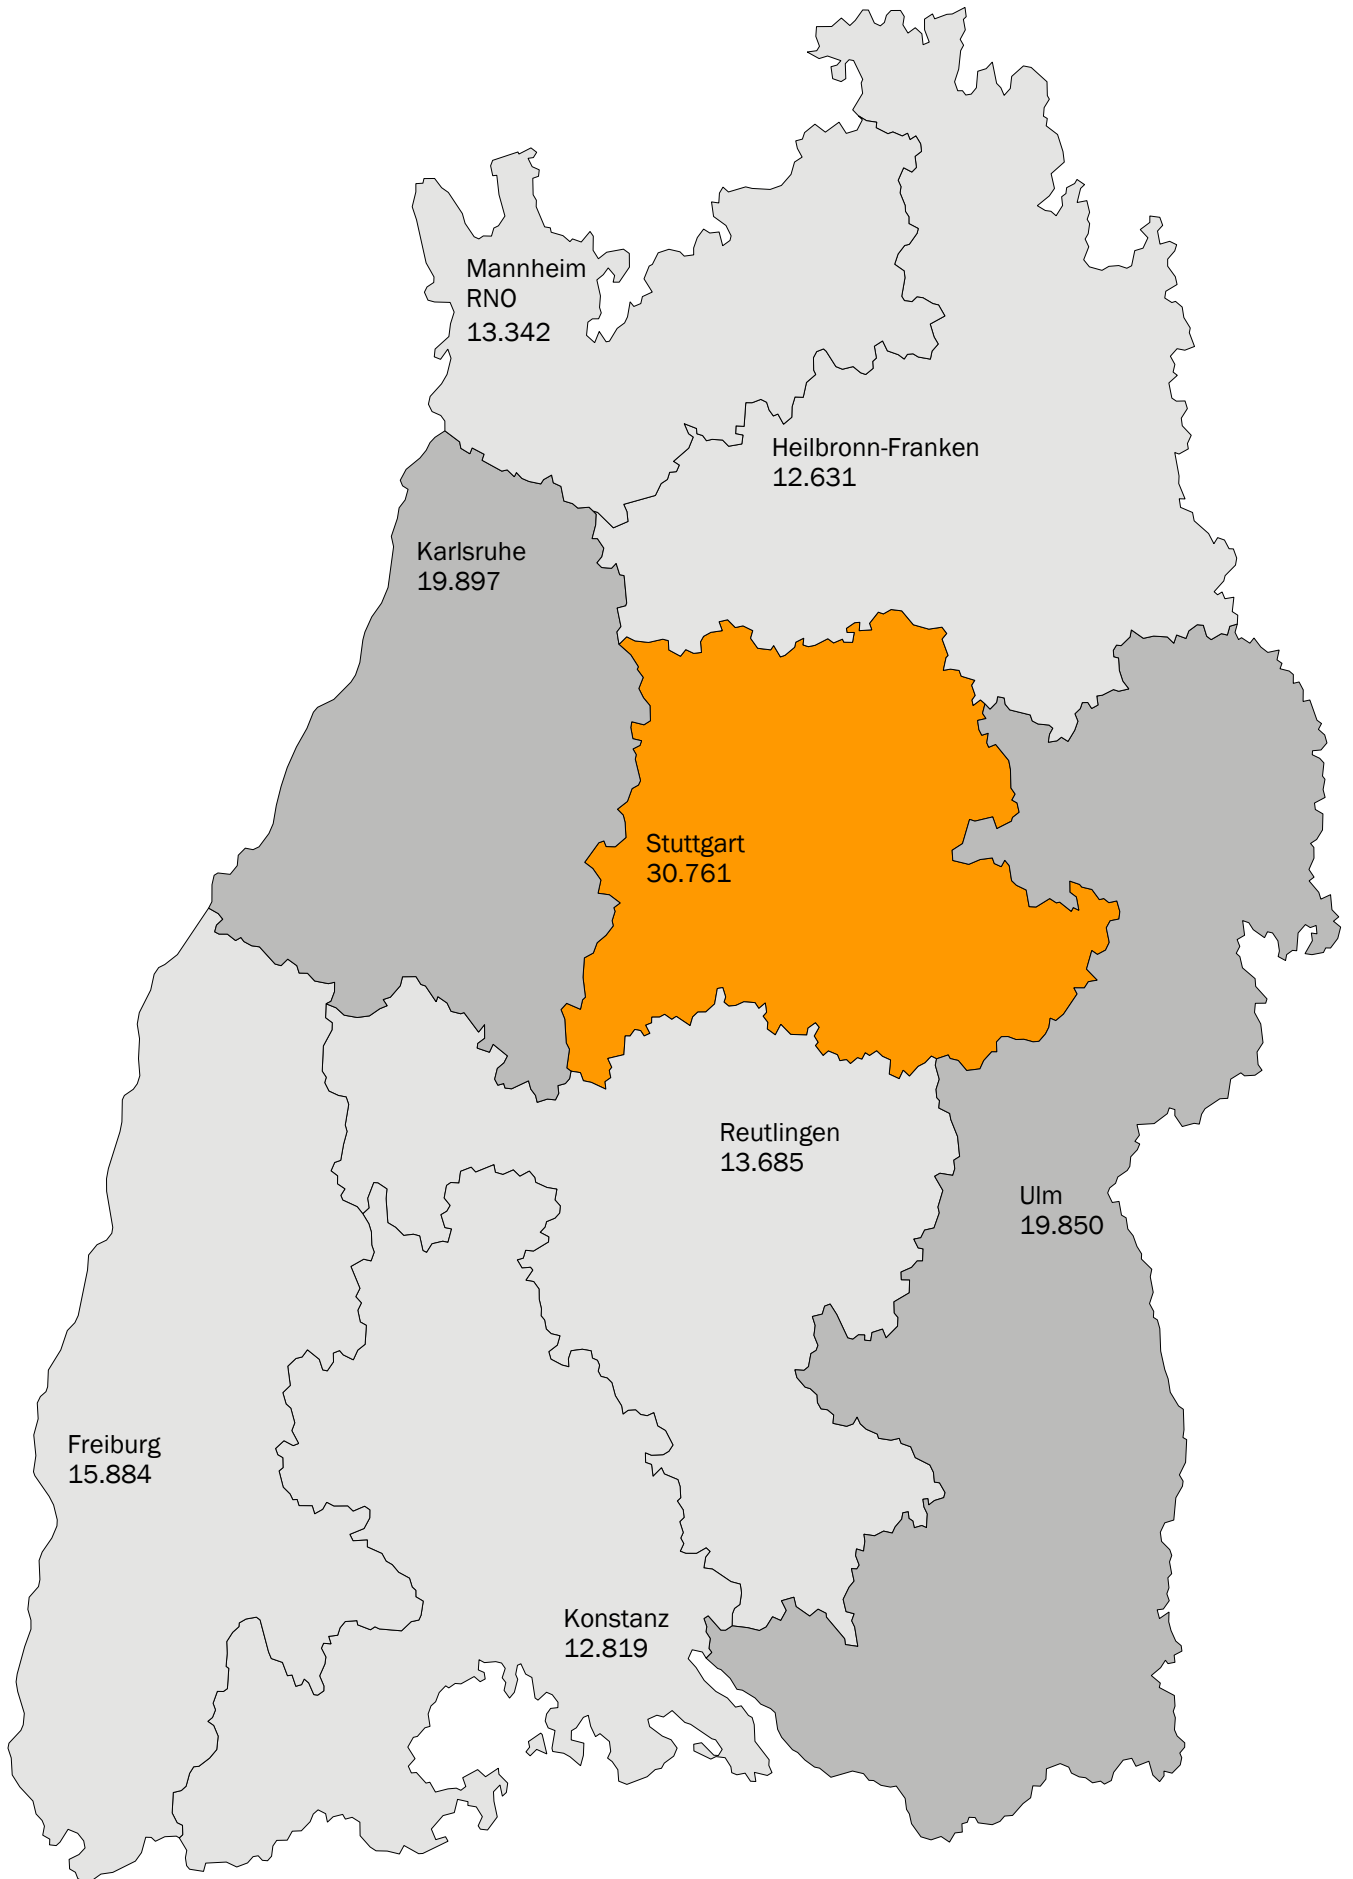 Mannheim
RNO
13.342
Heilbronn-Franken
12.631
Karlsruhe
19.897
Stuttgart
30.761
Reutlingen
13.685
Ulm
19.850
Freiburg
15.884
Konstanz
12.819